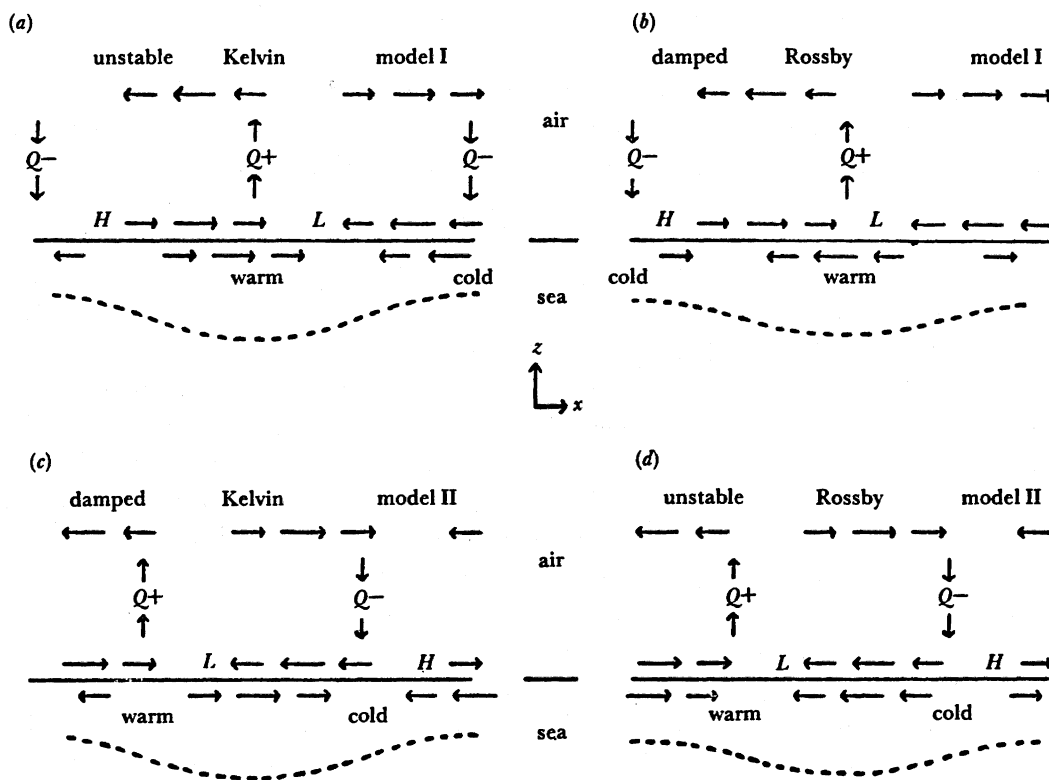 (a)
unstable Kelvin model I
Q− Q+ Q−
H L
warm cold
air
sea
z
x
(b)
damped Rossby model I
Q− Q+
H L
cold warm
(c)
damped Kelvin model II
Q+ Q−
L H
warm cold
air
sea
(d)
unstable Rossby model II
Q+ Q−
L H
warm cold